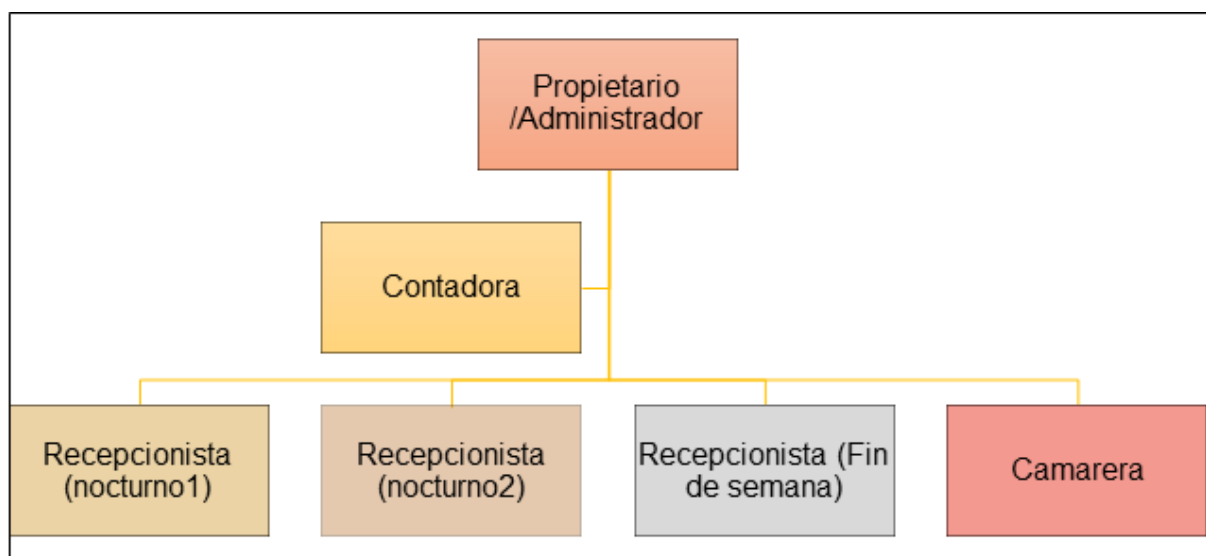 Propietario
/Administrador
Contadora
Recepcionista
(nocturno1)
Recepcionista
(nocturno2)
Recepcionista (Fin
de semana)
Camarera